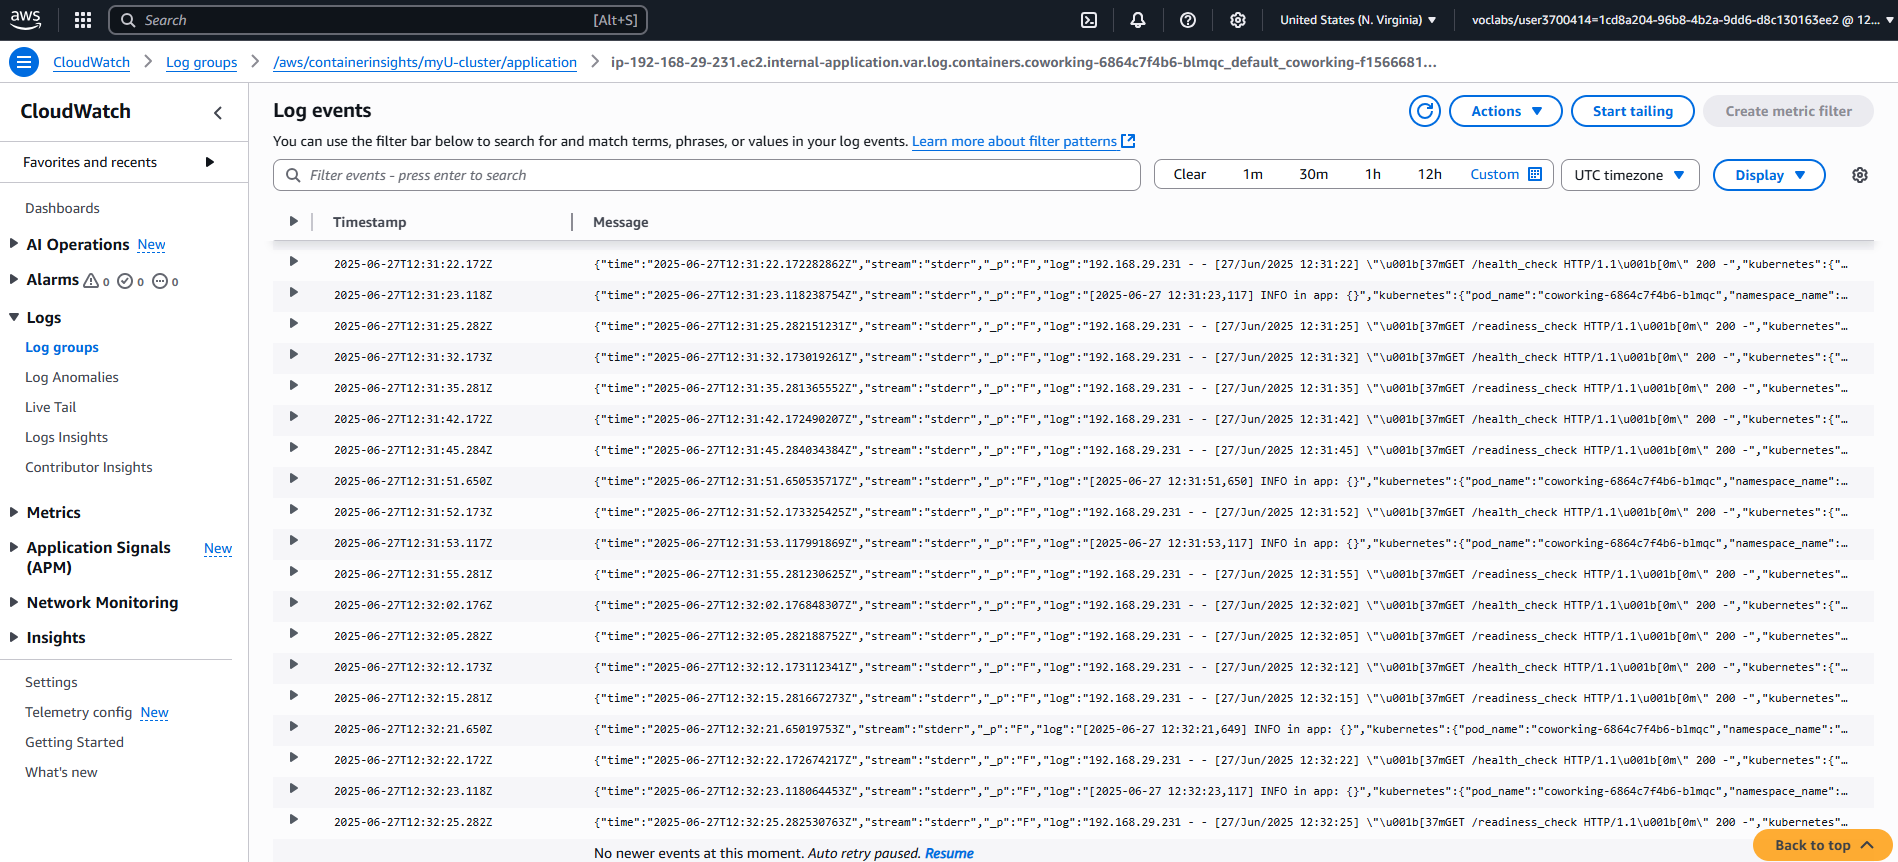 aws
Search [Alt+S]
United States (N. Virginia)
voclabs/user3700414=1cd8a204-96b8-4b2a-9dd6-d8c130163ee2 @ 12...
CloudWatch
Log groups
/aws/containerinsights/myU-cluster/application
ip-192-168-29-231.ec2.internal-application.var.log.containers.coworking-6864c7f4b6-blmqc_default_coworking-f1566681...
CloudWatch
Favorites and recents
Dashboards
AI Operations New
Alarms 0 0 0
Logs
Log groups
Log Anomalies
Live Tail
Logs Insights
Contributor Insights
Metrics
Application Signals (APM) New
Network Monitoring
Insights
Settings
Telemetry config New
Getting Started
What's new
Log events
Actions
Start tailing
Create metric filter
You can use the filter bar below to search for and match terms, phrases, or values in your log events. Learn more about filter patterns
Filter events - press enter to search
Clear 1m 30m 1h 12h Custom
UTC timezone
Display
Timestamp Message
2025-06-27T12:31:22.172Z {"time":"2025-06-27T12:31:22.172282862Z","stream":"stderr","_p":"F","log":"192.168.29.231 - - [27/Jun/2025 12:31:22] \"\u001b[37mGET /health_check HTTP/1.1\u001b[0m\" 200 -","kubernetes":{"…
2025-06-27T12:31:23.118Z {"time":"2025-06-27T12:31:23.118238754Z","stream":"stderr","_p":"F","log":"[2025-06-27 12:31:23,117] INFO in app: {}","kubernetes":{"pod_name":"coworking-6864c7f4b6-blmqc","namespace_name":…
2025-06-27T12:31:25.282Z {"time":"2025-06-27T12:31:25.282151231Z","stream":"stderr","_p":"F","log":"192.168.29.231 - - [27/Jun/2025 12:31:25] \"\u001b[37mGET /readiness_check HTTP/1.1\u001b[0m\" 200 -","kubernetes"…
2025-06-27T12:31:32.173Z {"time":"2025-06-27T12:31:32.173019261Z","stream":"stderr","_p":"F","log":"192.168.29.231 - - [27/Jun/2025 12:31:32] \"\u001b[37mGET /health_check HTTP/1.1\u001b[0m\" 200 -","kubernetes":{"…
2025-06-27T12:31:35.281Z {"time":"2025-06-27T12:31:35.281365552Z","stream":"stderr","_p":"F","log":"192.168.29.231 - - [27/Jun/2025 12:31:35] \"\u001b[37mGET /readiness_check HTTP/1.1\u001b[0m\" 200 -","kubernetes"…
2025-06-27T12:31:42.172Z {"time":"2025-06-27T12:31:42.172490207Z","stream":"stderr","_p":"F","log":"192.168.29.231 - - [27/Jun/2025 12:31:42] \"\u001b[37mGET /health_check HTTP/1.1\u001b[0m\" 200 -","kubernetes":{"…
2025-06-27T12:31:45.284Z {"time":"2025-06-27T12:31:45.284034384Z","stream":"stderr","_p":"F","log":"192.168.29.231 - - [27/Jun/2025 12:31:45] \"\u001b[37mGET /readiness_check HTTP/1.1\u001b[0m\" 200 -","kubernetes"…
2025-06-27T12:31:51.650Z {"time":"2025-06-27T12:31:51.650535717Z","stream":"stderr","_p":"F","log":"[2025-06-27 12:31:51,650] INFO in app: {}","kubernetes":{"pod_name":"coworking-6864c7f4b6-blmqc","namespace_name":…
2025-06-27T12:31:52.173Z {"time":"2025-06-27T12:31:52.173325425Z","stream":"stderr","_p":"F","log":"192.168.29.231 - - [27/Jun/2025 12:31:52] \"\u001b[37mGET /health_check HTTP/1.1\u001b[0m\" 200 -","kubernetes":{"…
2025-06-27T12:31:53.117Z {"time":"2025-06-27T12:31:53.117991869Z","stream":"stderr","_p":"F","log":"[2025-06-27 12:31:53,117] INFO in app: {}","kubernetes":{"pod_name":"coworking-6864c7f4b6-blmqc","namespace_name":…
2025-06-27T12:31:55.281Z {"time":"2025-06-27T12:31:55.281230625Z","stream":"stderr","_p":"F","log":"192.168.29.231 - - [27/Jun/2025 12:31:55] \"\u001b[37mGET /readiness_check HTTP/1.1\u001b[0m\" 200 -","kubernetes"…
2025-06-27T12:32:02.176Z {"time":"2025-06-27T12:32:02.176848307Z","stream":"stderr","_p":"F","log":"192.168.29.231 - - [27/Jun/2025 12:32:02] \"\u001b[37mGET /health_check HTTP/1.1\u001b[0m\" 200 -","kubernetes":{"…
2025-06-27T12:32:05.282Z {"time":"2025-06-27T12:32:05.282188752Z","stream":"stderr","_p":"F","log":"192.168.29.231 - - [27/Jun/2025 12:32:05] \"\u001b[37mGET /readiness_check HTTP/1.1\u001b[0m\" 200 -","kubernetes"…
2025-06-27T12:32:12.173Z {"time":"2025-06-27T12:32:12.173112341Z","stream":"stderr","_p":"F","log":"192.168.29.231 - - [27/Jun/2025 12:32:12] \"\u001b[37mGET /health_check HTTP/1.1\u001b[0m\" 200 -","kubernetes":{"…
2025-06-27T12:32:15.281Z {"time":"2025-06-27T12:32:15.281667273Z","stream":"stderr","_p":"F","log":"192.168.29.231 - - [27/Jun/2025 12:32:15] \"\u001b[37mGET /readiness_check HTTP/1.1\u001b[0m\" 200 -","kubernetes"…
2025-06-27T12:32:21.650Z {"time":"2025-06-27T12:32:21.65019753Z","stream":"stderr","_p":"F","log":"[2025-06-27 12:32:21,649] INFO in app: {}","kubernetes":{"pod_name":"coworking-6864c7f4b6-blmqc","namespace_name":"…
2025-06-27T12:32:22.172Z {"time":"2025-06-27T12:32:22.172674217Z","stream":"stderr","_p":"F","log":"192.168.29.231 - - [27/Jun/2025 12:32:22] \"\u001b[37mGET /health_check HTTP/1.1\u001b[0m\" 200 -","kubernetes":{"…
2025-06-27T12:32:23.118Z {"time":"2025-06-27T12:32:23.118064453Z","stream":"stderr","_p":"F","log":"[2025-06-27 12:32:23,117] INFO in app: {}","kubernetes":{"pod_name":"coworking-6864c7f4b6-blmqc","namespace_name":…
2025-06-27T12:32:25.282Z {"time":"2025-06-27T12:32:25.282530763Z","stream":"stderr","_p":"F","log":"192.168.29.231 - - [27/Jun/2025 12:32:25] \"\u001b[37mGET /readiness_check HTTP/1.1\u001b[0m\" 200 -","kubernetes"…
No newer events at this moment. Auto retry paused. Resume
Back to top